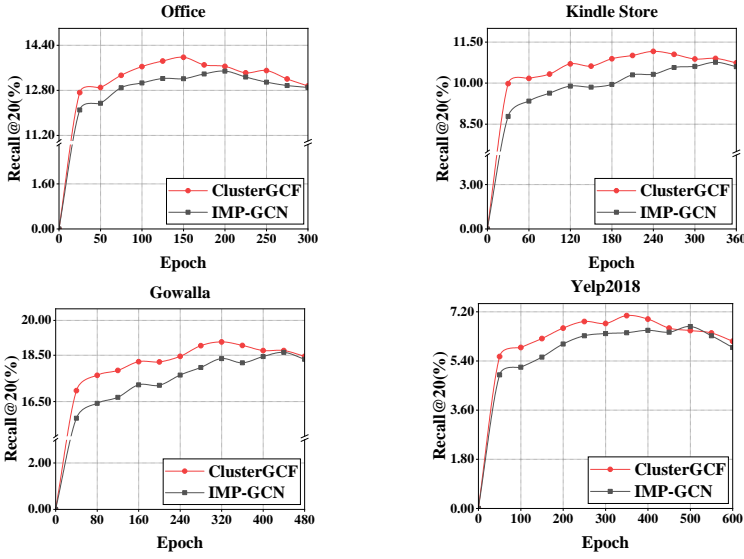 Office
Recall@20(%)
14.40
12.80
11.20
1.60
0.00
ClusterGCF
IMP-GCN
0 50 100 150 200 250 300
Epoch
Kindle Store
Recall@20(%)
11.50
10.00
8.50
3.00
0.00
ClusterGCF
IMP-GCN
0 60 120 180 240 300 360
Epoch
Gowalla
Recall@20(%)
20.00
18.50
16.50
2.00
0.00
ClusterGCF
IMP-GCN
0 80 160 240 320 400 480
Epoch
Yelp2018
Recall@20(%)
7.20
5.40
3.60
1.80
0.00
ClusterGCF
IMP-GCN
0 100 200 300 400 500 600
Epoch